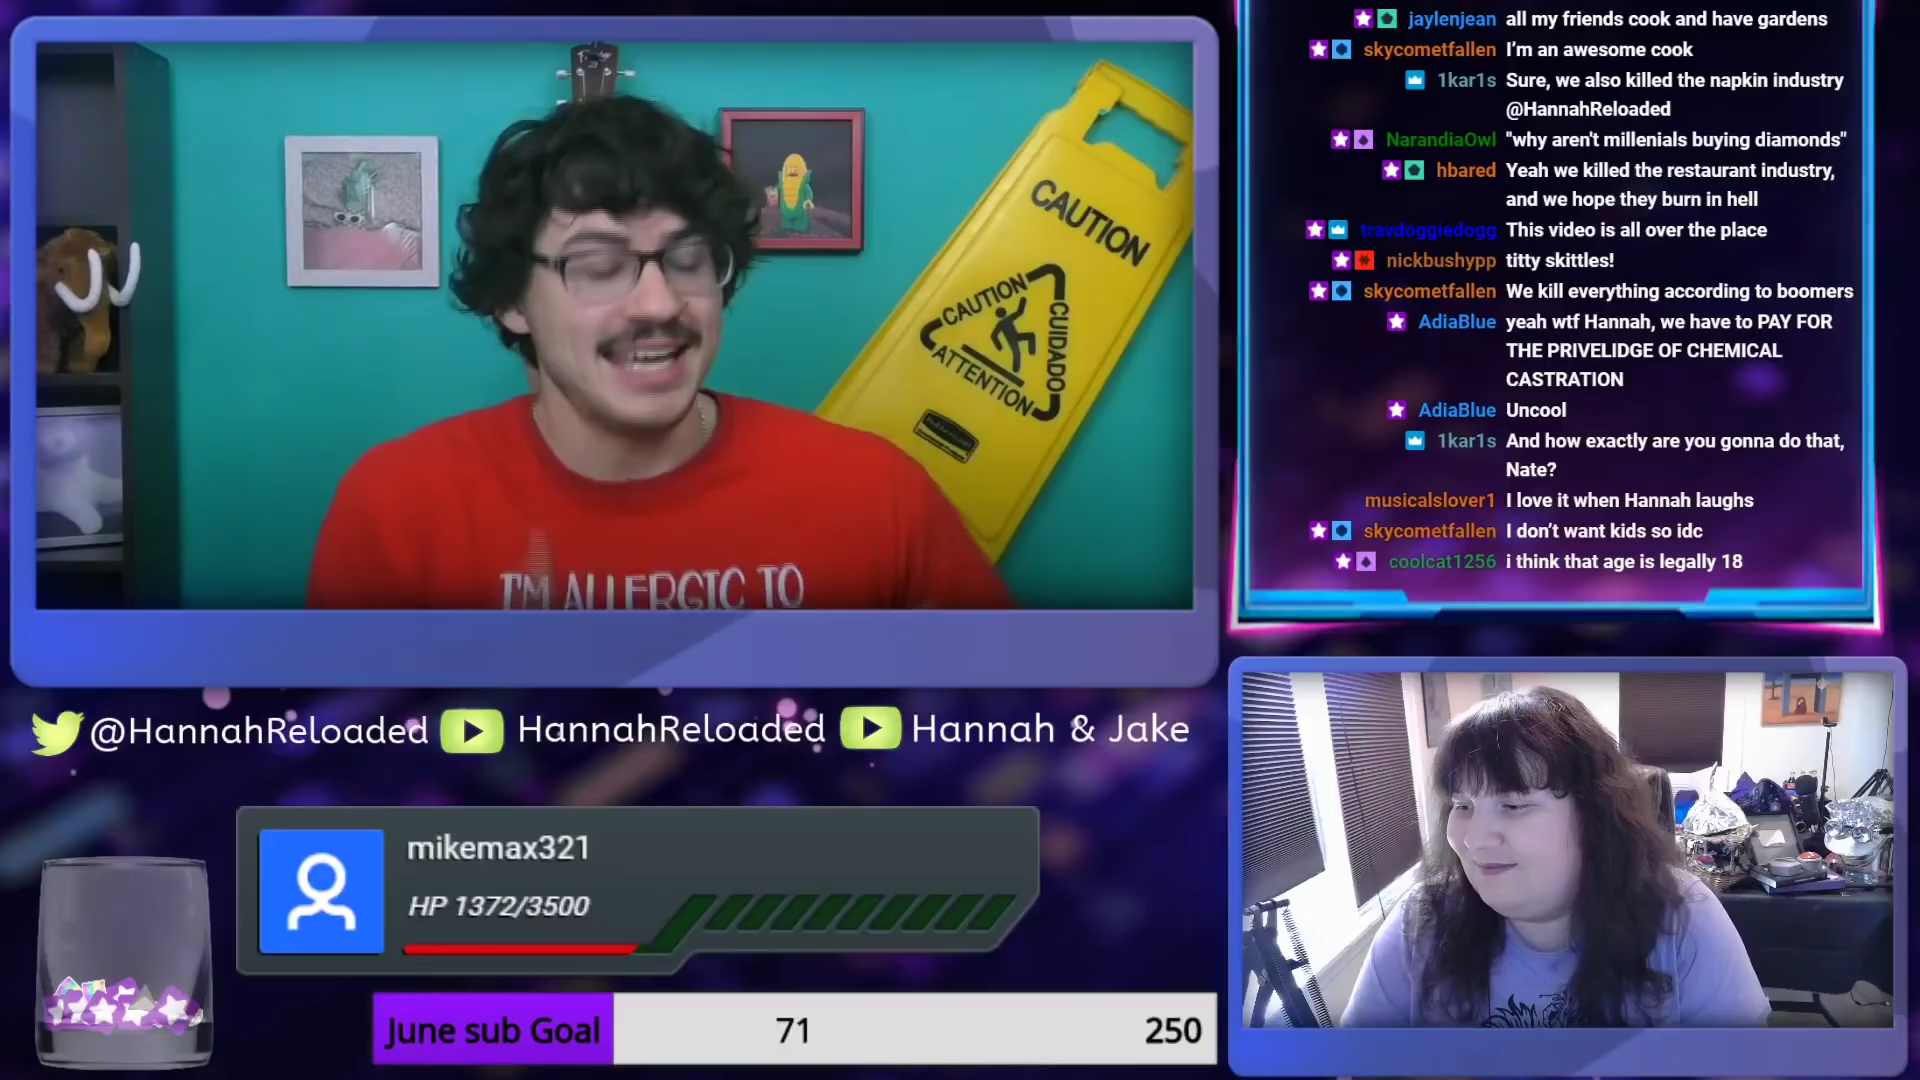 CAUTION
CAUTION
CUIDADO
ATTENTION
I'M ALLERGIC TO
jaylenjean all my friends cook and have gardens
skycometfallen I'm an awesome cook
1kar1s Sure, we also killed the napkin industry
@HannahReloaded
NarandiaOwl "why aren't millenials buying diamonds"
hbared Yeah we killed the restaurant industry,
and we hope they burn in hell
travdoggiedogg This video is all over the place
nickbushypp titty skittles!
skycometfallen We kill everything according to boomers
AdiaBlue yeah wtf Hannah, we have to PAY FOR
THE PRIVELIDGE OF CHEMICAL
CASTRATION
AdiaBlue Uncool
1kar1s And how exactly are you gonna do that,
Nate?
musicalslover1 I love it when Hannah laughs
skycometfallen I don't want kids so idc
coolcat1256 i think that age is legally 18
@HannahReloaded HannahReloaded Hannah & Jake
mikemax321
HP 1372/3500
June sub Goal 71 250